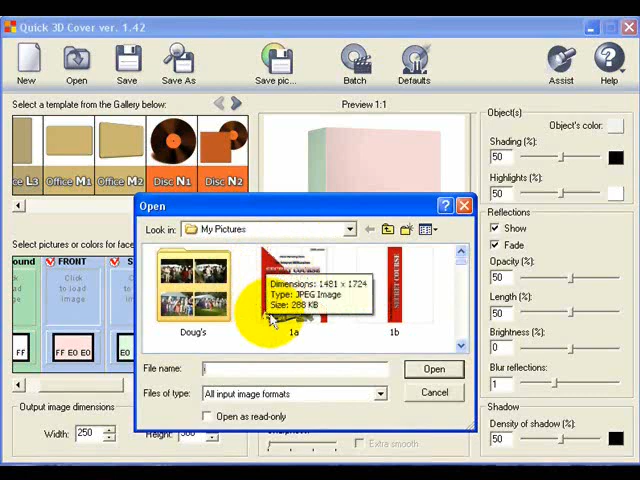 Quick 3D Cover ver. 1.42
New
Open
Save
Save As
Save pic...
Batch
Defaults
Assist
Help
Select a template from the Gallery below:
Preview 1:1
Office M1
Office M2
Disc N1
Disc N2
Select pictures or colors for face
FRONT
Click to load image
FF E0 E0
Output image dimensions
Width: 250
Height:
Extra smooth
Open
Look in: My Pictures
Doug's
1a
1b
SECRET COURSE
Dimensions: 1481 x 1724
Type: JPEG Image
Size: 288 KB
File name:
Open
Files of type: All input image formats
Cancel
Open as read-only
Object(s)
Object's color:
Shading (%):
50
Highlights (%):
50
Reflections
Show
Fade
Opacity (%):
50
Length (%):
50
Brightness (%):
0
Blur reflections:
1
Shadow
Density of shadow (%):
50